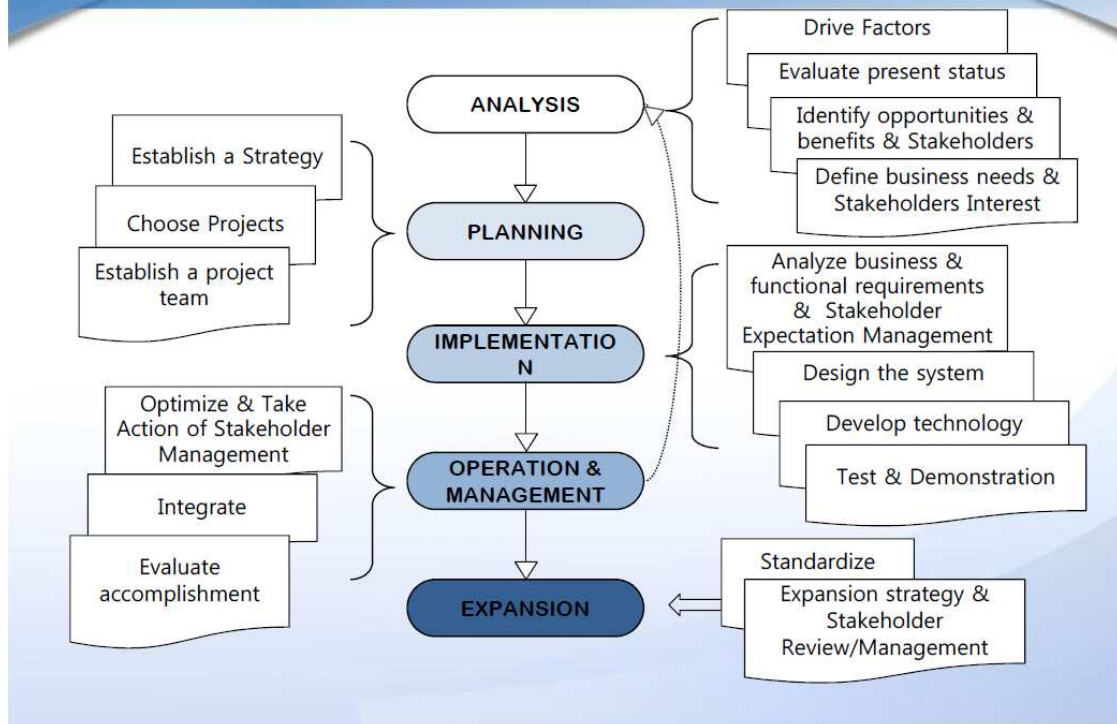 Drive Factors
Evaluate present status
Identify opportunities &
benefits & Stakeholders
Define business needs &
Stakeholders Interest
ANALYSIS
Establish a Strategy
Choose Projects
Establish a project
team
PLANNING
Analyze business &
functional requirements
& Stakeholder
Expectation Management
Design the system
Develop technology
Test & Demonstration
IMPLEMENTATIO
N
Optimize & Take
Action of Stakeholder
Management
Integrate
Evaluate
accomplishment
OPERATION &
MANAGEMENT
Standardize
Expansion strategy &
Stakeholder
Review/Management
EXPANSION